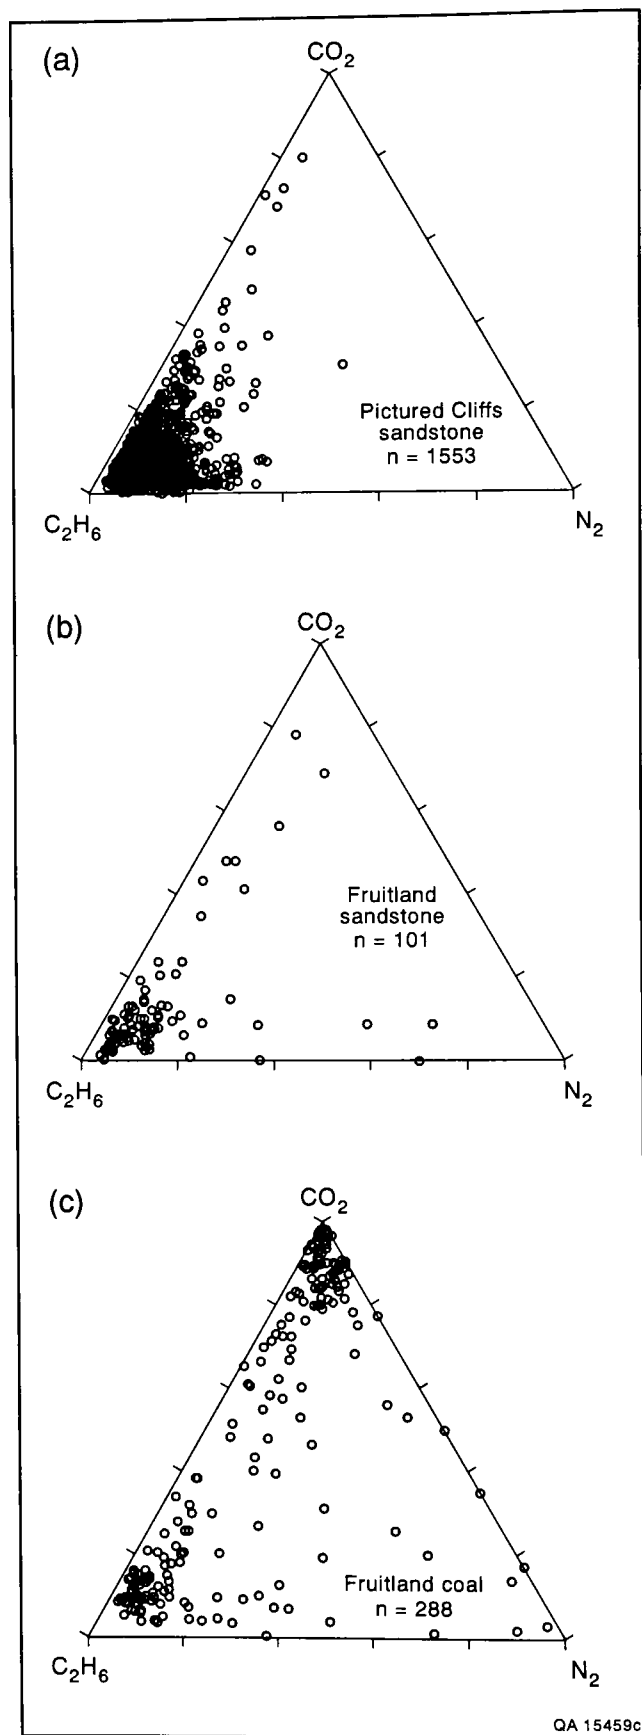 (a)
CO₂
Pictured Cliffs
sandstone
n = 1553
C₂H₆
N₂
(b)
CO₂
Fruitland
sandstone
n = 101
C₂H₆
N₂
(c)
CO₂
Fruitland coal
n = 288
C₂H₆
N₂
QA 15459c